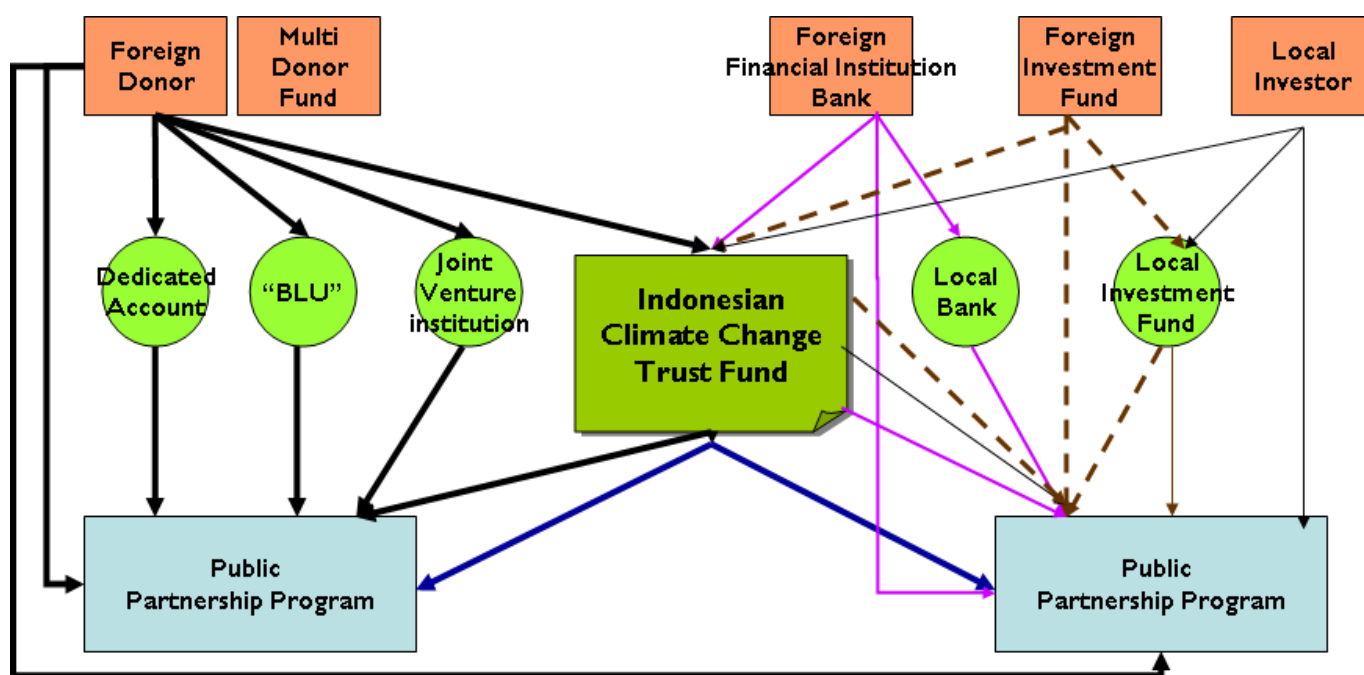 Foreign
Donor
Multi
Donor
Fund
Foreign
Financial Institution
Bank
Foreign
Investment
Fund
Local
Investor
Dedicated
Account
“BLU”
Joint
Venture
institution
Indonesian
Climate Change
Trust Fund
Local
Bank
Local
Investment
Fund
Public
Partnership Program
Public
Partnership Program